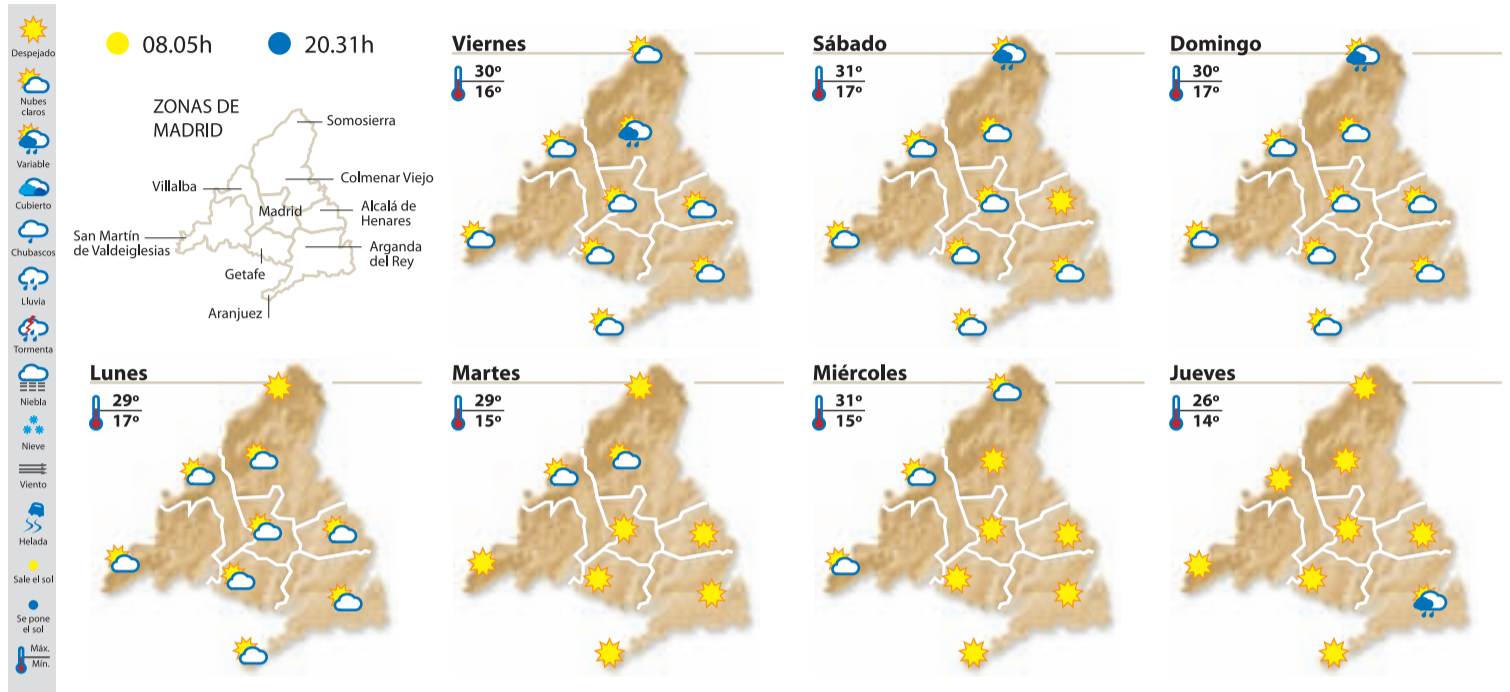 Despejado
Nubes
claros
Variable
Cubierto
Chubascos
Lluvia
Tormenta
Niebla
Nieve
Viento
Helada
Sale el sol
Se pone
el sol
Máx.
Mín.
08.05h
20.31h
ZONAS DE
MADRID
Somosierra
Colmenar Viejo
Villalba
Madrid
Alcalá de
Henares
San Martín
de Valdeiglesias
Arganda
del Rey
Getafe
Aranjuez
Viernes
30º
16º
Sábado
31º
17º
Domingo
30º
17º
Lunes
29º
17º
Martes
29º
15º
Miércoles
31º
15º
Jueves
26º
14º